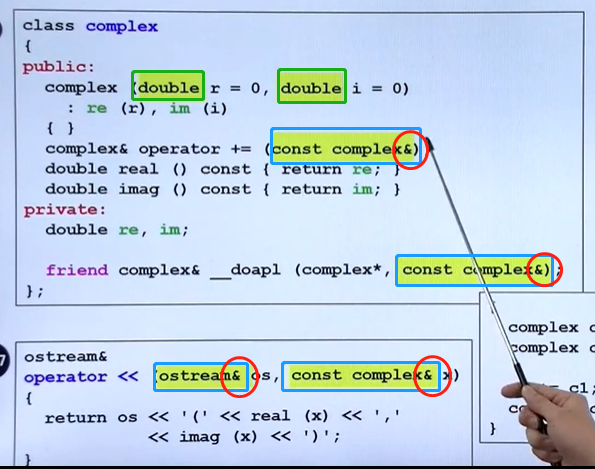 class complex
{
public:
complex (double r = 0, double i = 0)
: re (r), im (i)
{ }
complex& operator += (const complex&)
double real () const { return re; }
double imag () const { return im; }
private:
double re, im;
friend complex& __doapl (complex*, const complex&);
};
7
ostream&
operator << (ostream& os, const complex& x)
{
return os << '(' << real (x) << ','
<< imag (x) << ')';
}
{
complex c
complex c
= c1;
}